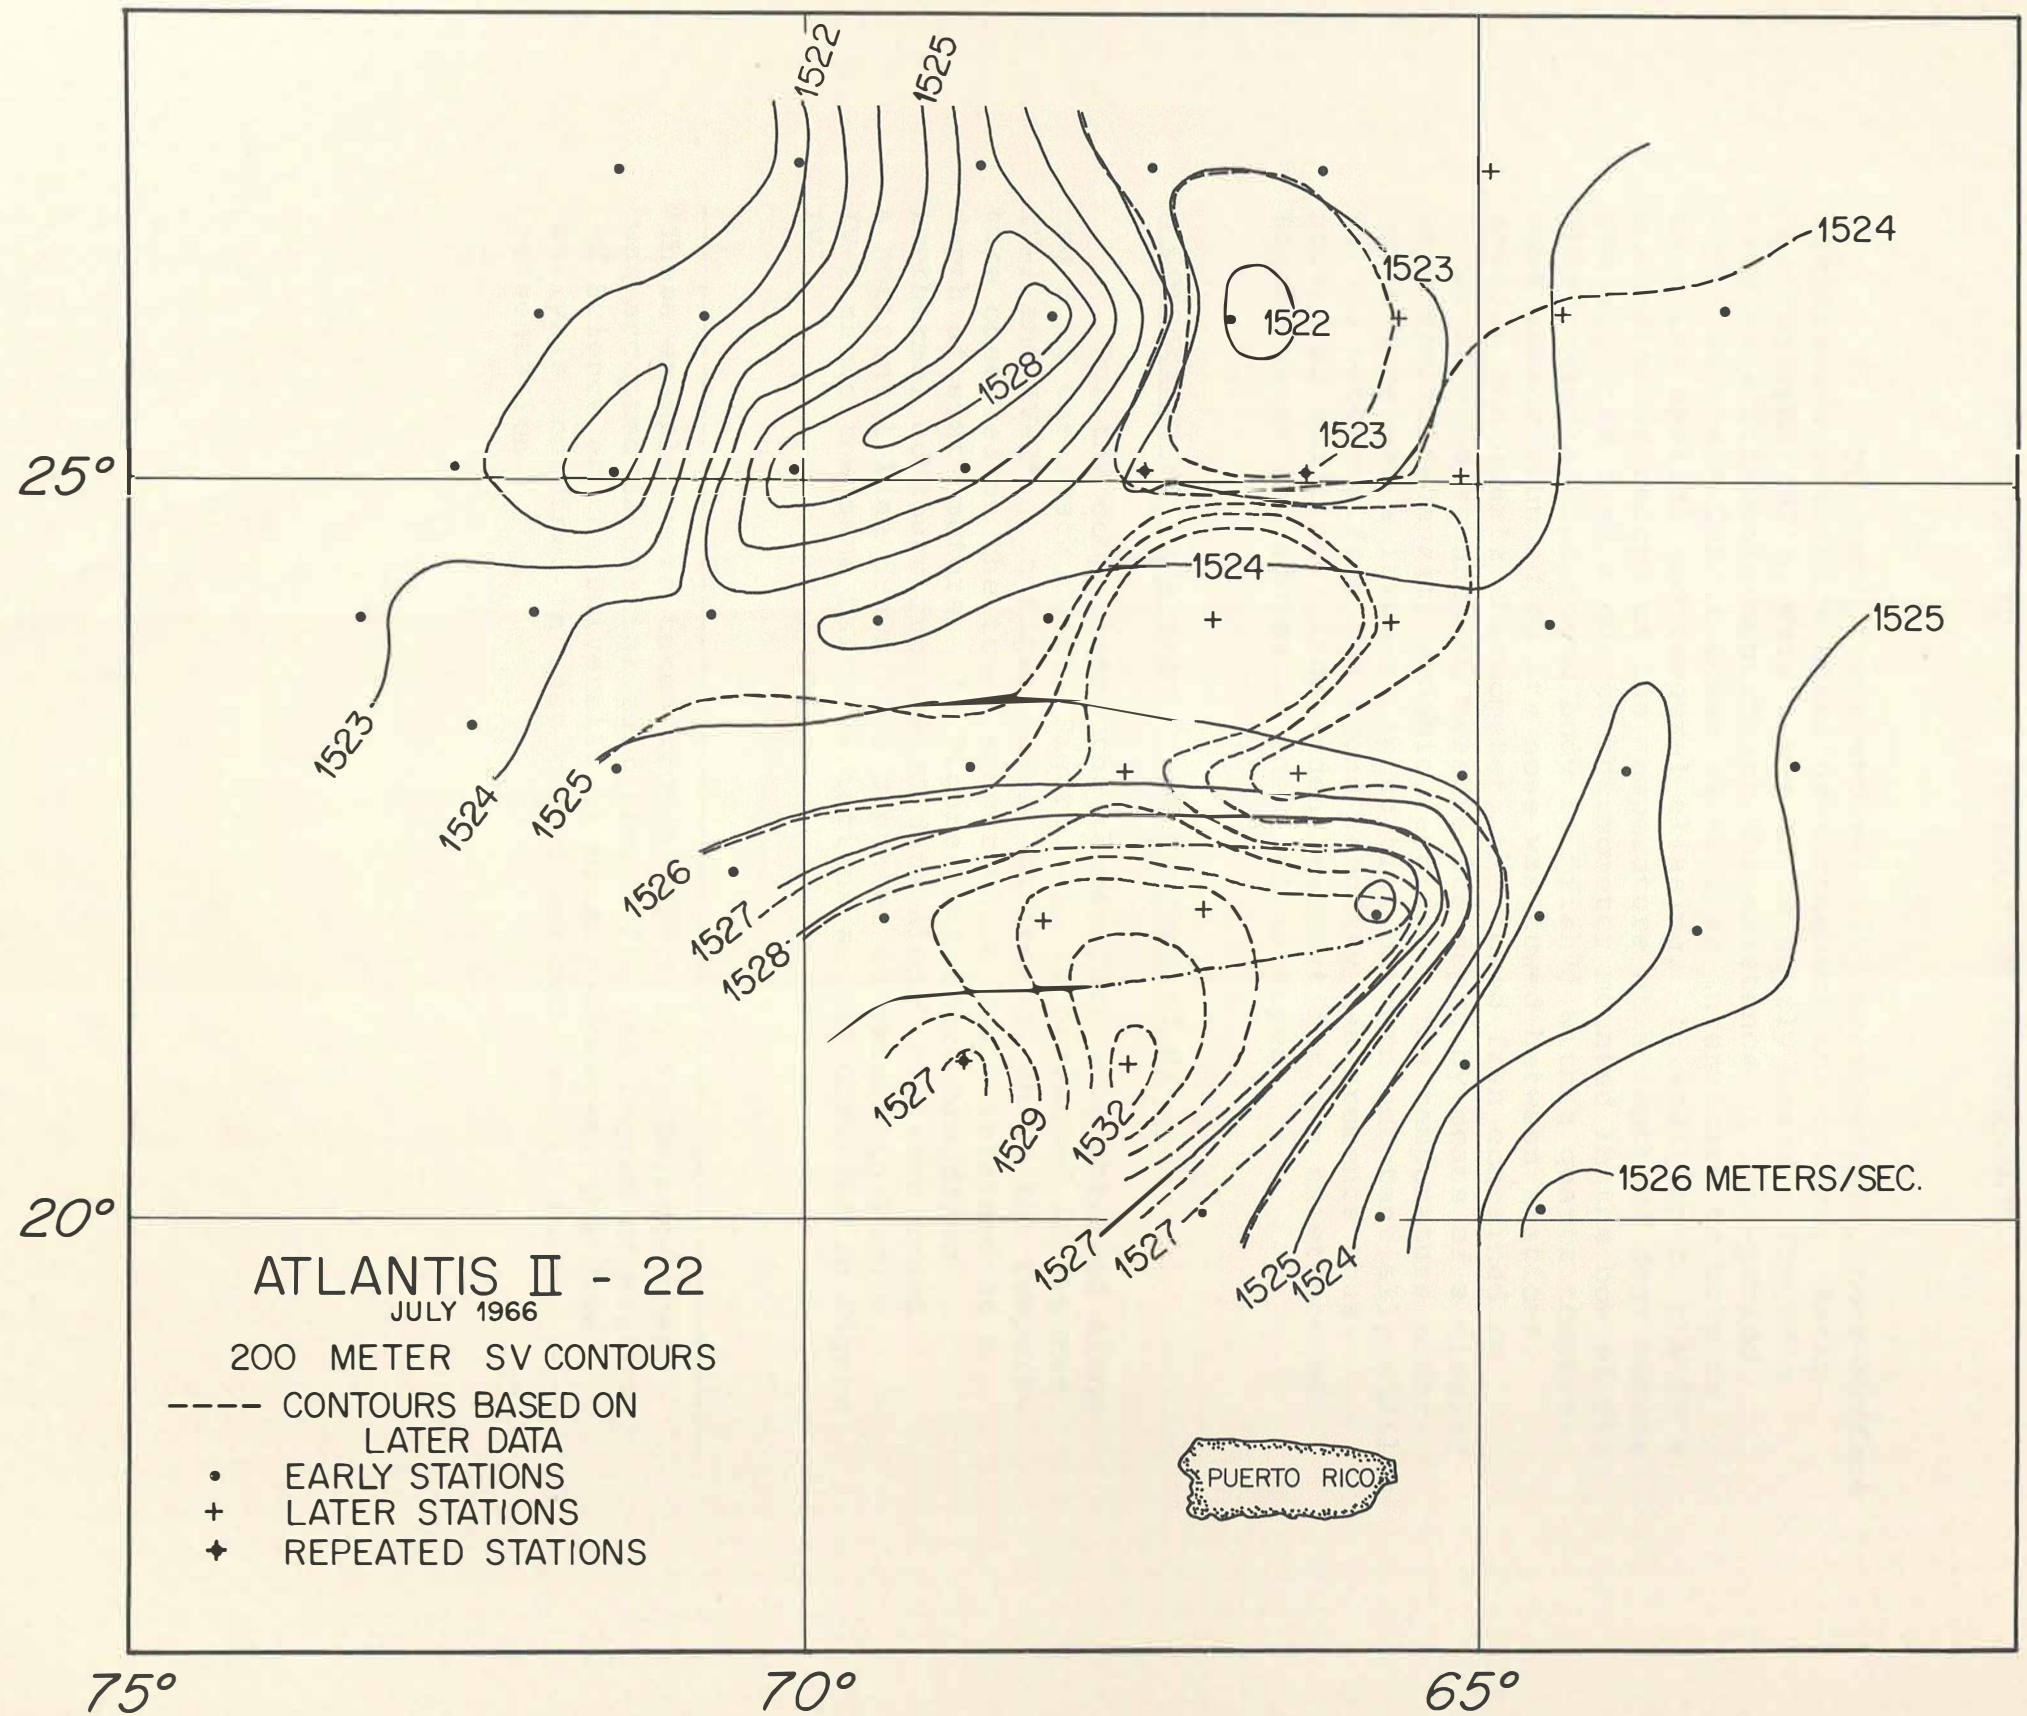 1522
1525
1524
1523
1522
1528
1523
25°
1524
1525
1523
1524
1525
1526
1527
1528
1527
1529
1532
1526 METERS/SEC.
20°
1527
1527
1525
1524
ATLANTIS II - 22
JULY 1966
200 METER SV CONTOURS
CONTOURS BASED ON
LATER DATA
EARLY STATIONS
LATER STATIONS
REPEATED STATIONS
PUERTO RICO
75°
70°
65°